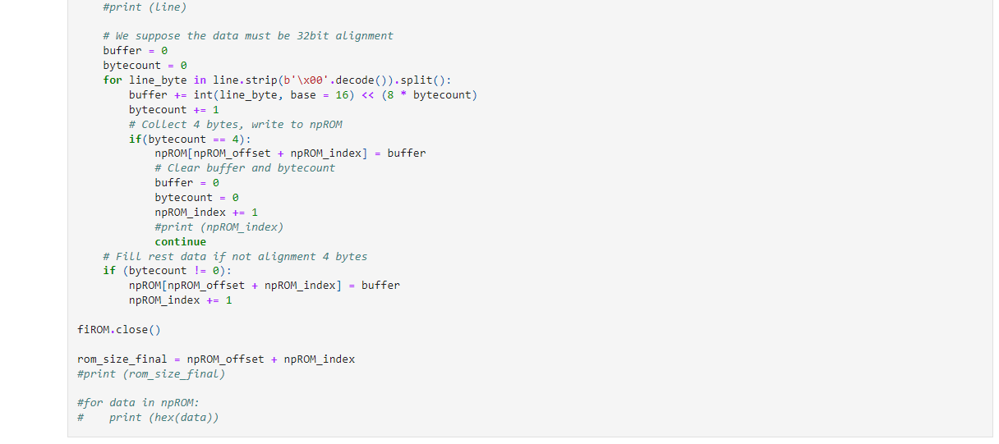 #print (line)

    # We suppose the data must be 32bit alignment
    buffer = 0
    bytecount = 0
    for line_byte in line.strip(b'\x00'.decode()).split():
        buffer += int(line_byte, base = 16) << (8 * bytecount)
        bytecount += 1
        # Collect 4 bytes, write to npROM
        if(bytecount == 4):
            npROM[npROM_offset + npROM_index] = buffer
            # Clear buffer and bytecount
            buffer = 0
            bytecount = 0
            npROM_index += 1
            #print (npROM_index)
            continue
    # Fill rest data if not alignment 4 bytes
    if (bytecount != 0):
        npROM[npROM_offset + npROM_index] = buffer
        npROM_index += 1

fiROM.close()

rom_size_final = npROM_offset + npROM_index
#print (rom_size_final)

#for data in npROM:
#    print (hex(data))